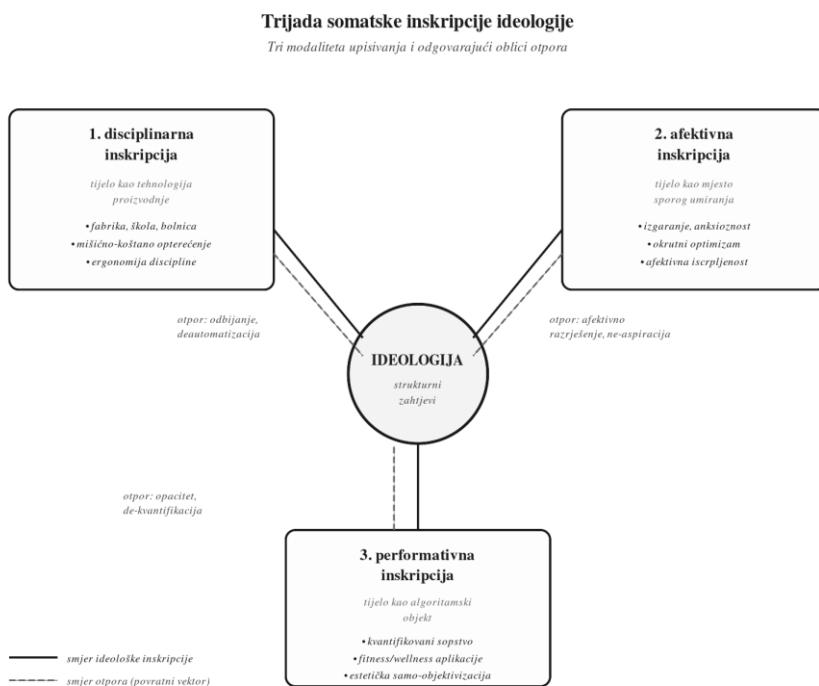 Trijada somatske inskripcije ideologije
Tri modaliteta upisivanja i odgovarajući oblici otpora
1. disciplinarna
inskripcija
tijelo kao tehnologija
proizvodnje
• fabrika, škola, bolnica
• mišićno-koštano opterećenje
• ergonomija discipline
2. afektivna
inskripcija
tijelo kao mjesto
sporog umiranja
• izgaranje, anksioznost
• okrutni optimizam
• afektivna iscrpljenost
otpor: odbijanje,
deautomatizacija
otpor: afektivno
razrješenje, ne-aspiracija
IDEOLOGIJA
strukturni
zahtjevi
otpor: opacitet,
de-kvantifikacija
3. performativna
inskripcija
tijelo kao algoritamski
objekt
• kvantifikovani sopstvo
• fitness/wellness aplikacije
• estetička samo-objektivizacija
smjer ideološke inskripcije
smjer otpora (povratni vektor)